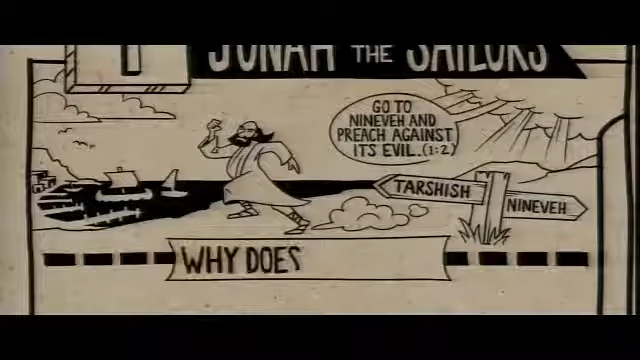 JONAH THE SAILORS
GO TO
NINEVEH AND
PREACH AGAINST
ITS EVIL.(1:2)
TARSHISH
NINEVEH
WHY DOES